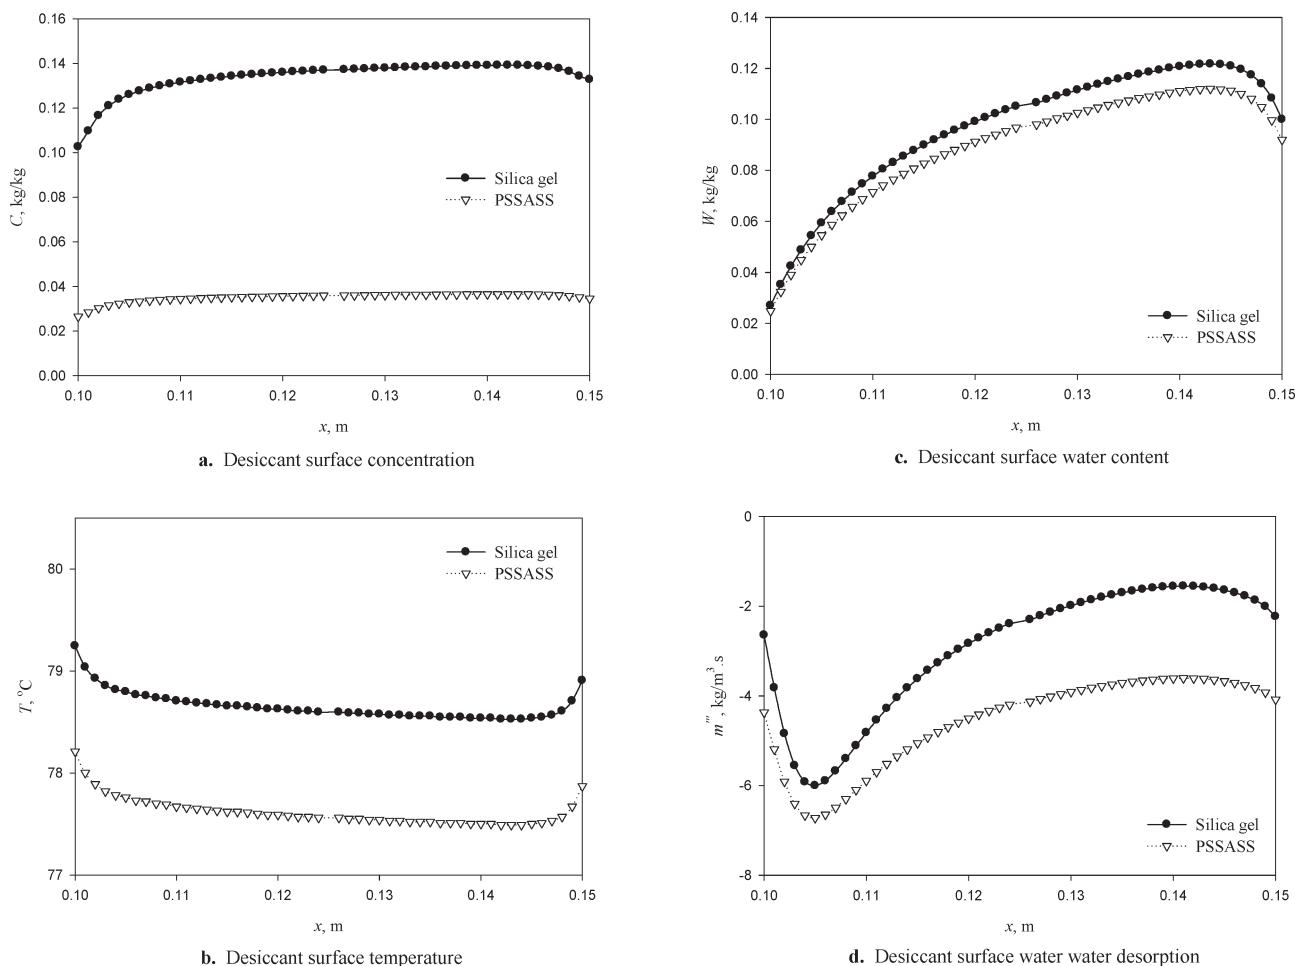 0.16
0.14
0.12
0.10
0.08
0.06
0.04
0.02
0.00
C, kg/kg
Silica gel
PSSASS
0.10 0.11 0.12 0.13 0.14 0.15
x, m
a. Desiccant surface concentration
0.14
0.12
0.10
0.08
0.06
0.04
0.02
0.00
W, kg/kg
Silica gel
PSSASS
0.10 0.11 0.12 0.13 0.14 0.15
x, m
c. Desiccant surface water content
80
79
78
77
T, °C
Silica gel
PSSASS
0.10 0.11 0.12 0.13 0.14 0.15
x, m
b. Desiccant surface temperature
0
-2
-4
-6
-8
m''', kg/m³.s
Silica gel
PSSASS
0.10 0.11 0.12 0.13 0.14 0.15
x, m
d. Desiccant surface water water desorption